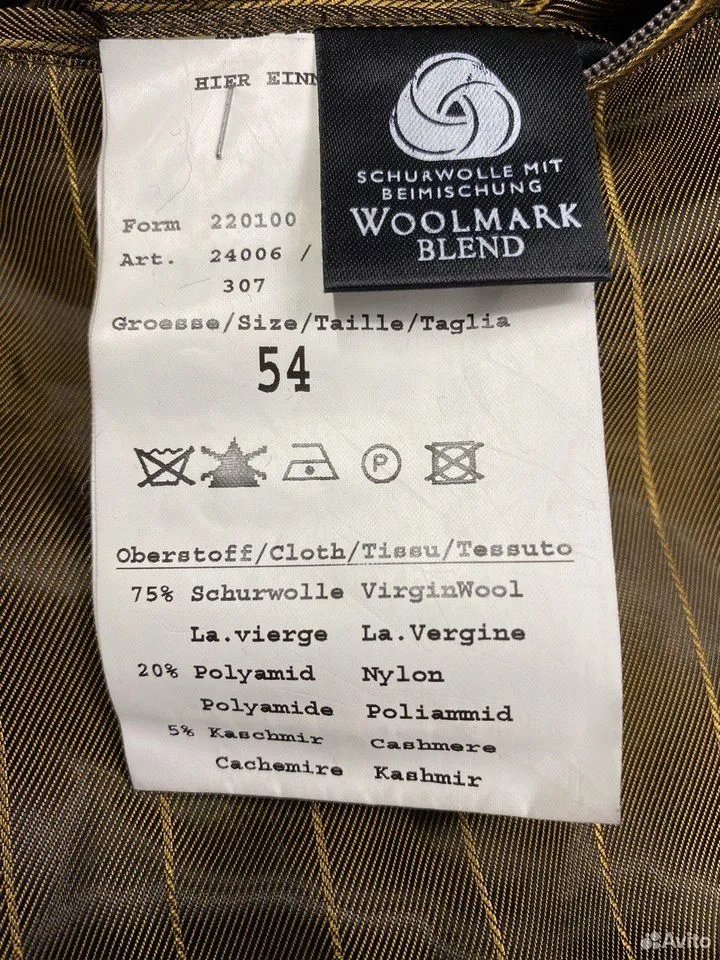 HIER EINN
SCHURWOLLE MIT
BEIMISCHUNG
WOOLMARK
BLEND
Form 220100
Art. 24006 /
307
Groesse/Size/Taille/Taglia
54
P
Oberstoff/Cloth/Tissu/Tessuto
75% Schurwolle VirginWool
La.vierge La.Vergine
20% Polyamid Nylon
Polyamide Poliammid
5% Kaschmir Cashmere
Cachemire Kashmir
Avito